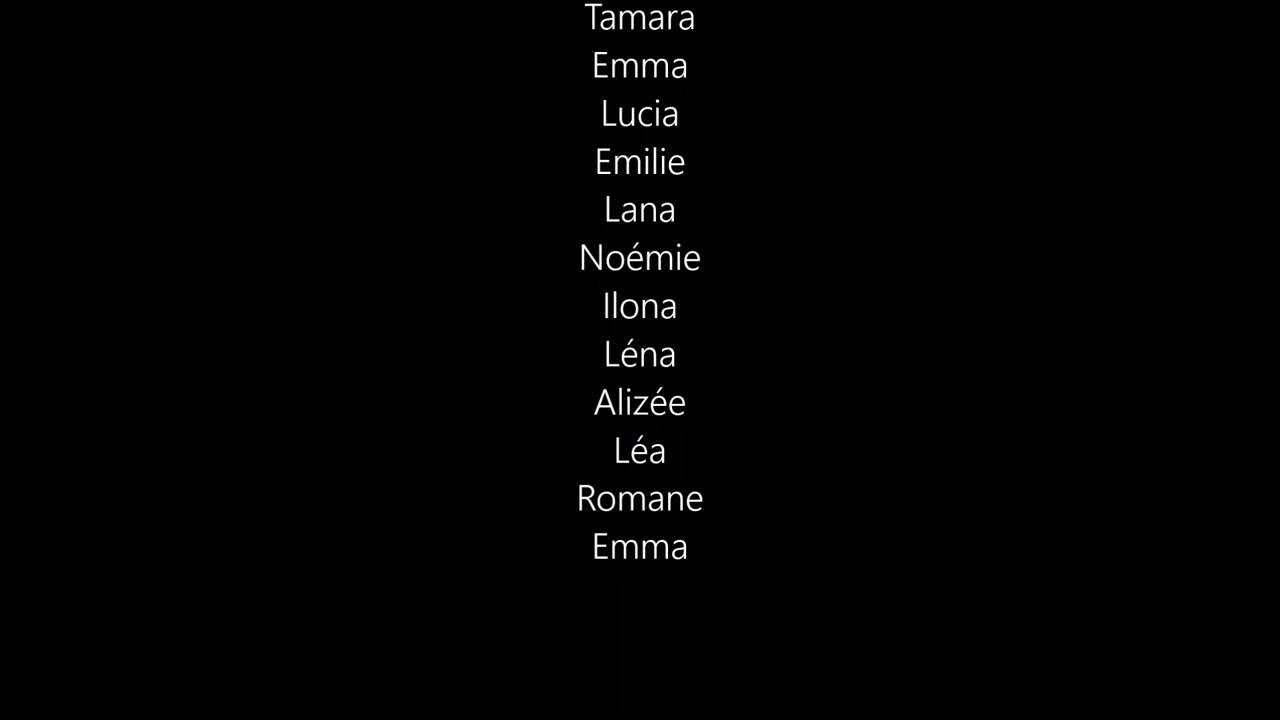 Tamara
Emma
Lucia
Emilie
Lana
Noémie
Ilona
Léna
Alizée
Léa
Romane
Emma